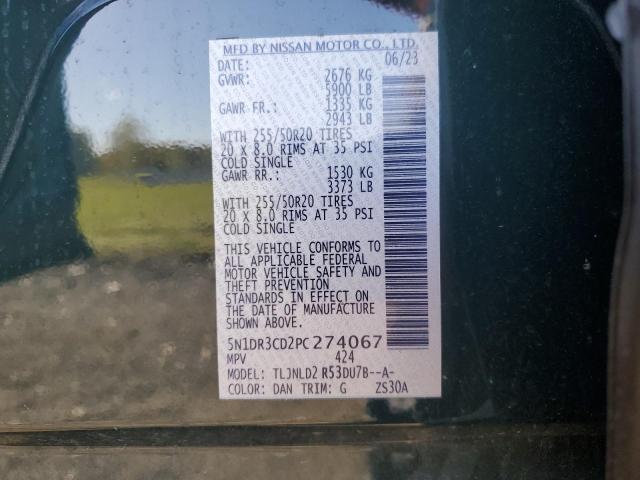 MFD BY NISSAN MOTOR CO., LTD.
DATE: 06/23
GVWR: 2676 KG
5900 LB
GAWR FR.: 1335 KG
2943 LB
WITH 255/50R20 TIRES
20 X 8.0 RIMS AT 35 PSI
COLD SINGLE
GAWR RR.: 1530 KG
3373 LB
WITH 255/50R20 TIRES
20 X 8.0 RIMS AT 35 PSI
COLD SINGLE
THIS VEHICLE CONFORMS TO
ALL APPLICABLE FEDERAL
MOTOR VEHICLE SAFETY AND
THEFT PREVENTION
STANDARDS IN EFFECT ON
THE DATE OF MANUFACTURE
SHOWN ABOVE.
5N1DR3CD2PC274067
MPV 424
MODEL: TLJNLD2 R53DU7B--A-
COLOR: DAN TRIM: G ZS30A